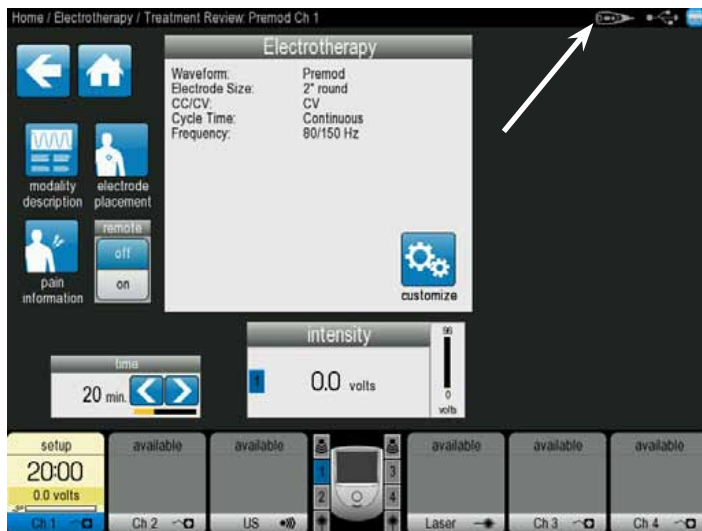 Home / Electrotherapy / Treatment Review: Premod Ch 1
Electrotherapy
Waveform: Premod
Electrode Size: 2" round
CC/CV: CV
Cycle Time: Continuous
Frequency: 80/150 Hz
modality description
electrode placement
remote
off
on
pain information
customize
intensity
96
1 0.0 volts
0
volts
time
20 min.
setup
20:00
0.0 volts
Ch 1
available
Ch 2
available
US
1 3
2 4
available
Laser
available
Ch 3
available
Ch 4